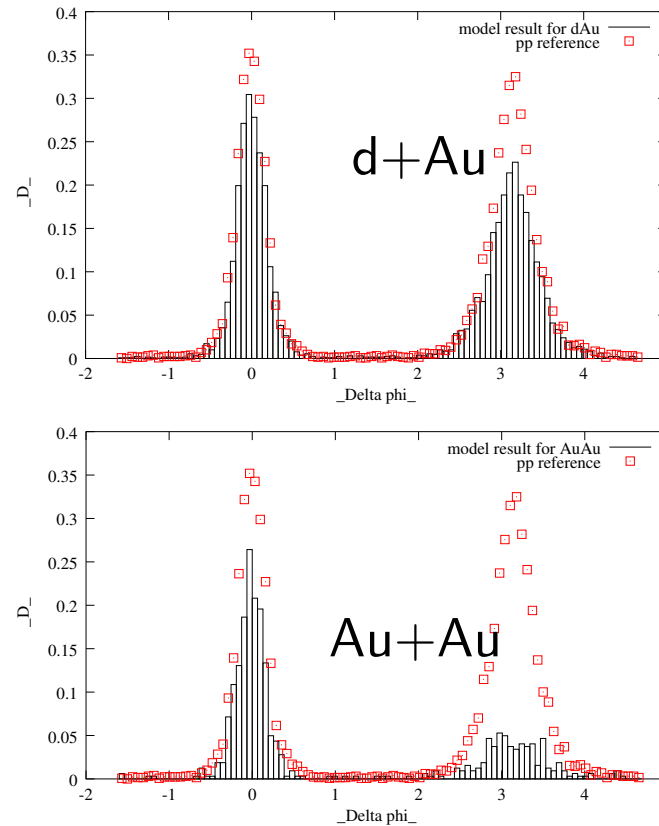 0.4
model result for dAu
pp reference
0.35
0.3
0.25
d+Au
0.2
_D_
0.15
0.1
0.05
0
-2 -1 0 1 2 3 4
_Delta phi_
0.4
model result for AuAu
pp reference
0.35
0.3
0.25
0.2
_D_
Au+Au
0.15
0.1
0.05
0
-2 -1 0 1 2 3 4
_Delta phi_